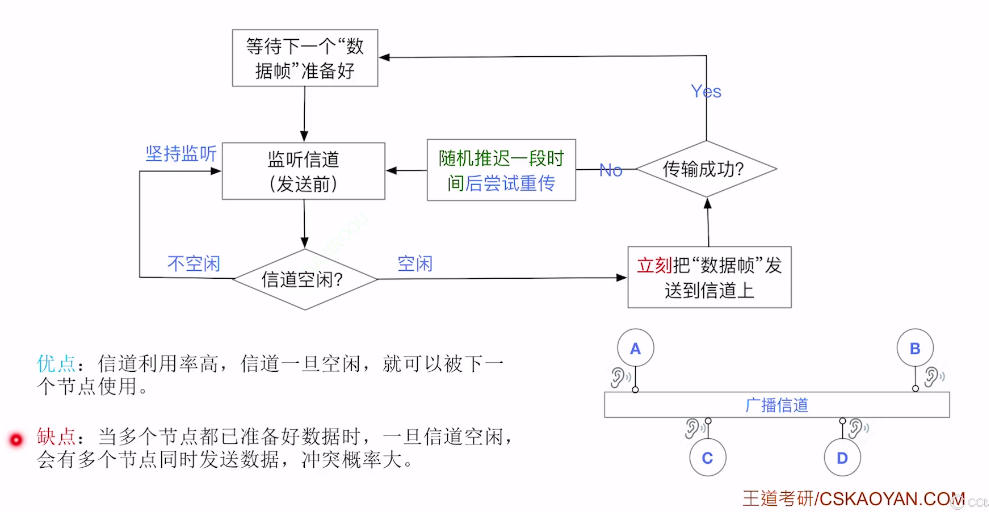 等待下一个“数
据帧”准备好
Yes
坚持监听
监听信道
（发送前）
随机推迟一段时
间后尝试重传
No
传输成功？
不空闲
信道空闲？
空闲
立刻把“数据帧”发
送到信道上
优点：信道利用率高，信道一旦空闲，就可以被下一
个节点使用。
缺点：当多个节点都已准备好数据时，一旦信道空闲，
会有多个节点同时发送数据，冲突概率大。
A
B
广播信道
C
D
王道考研/CSKAOYAN.COM